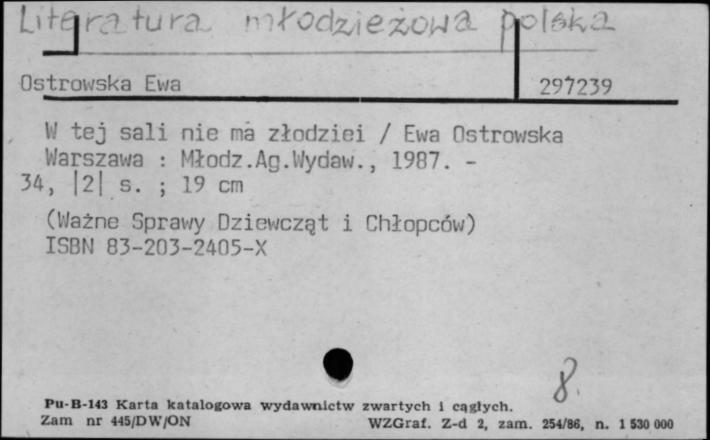 Literatura młodzieżowa polska
Ostrowska Ewa 297239
W tej sali nie ma złodziei / Ewa Ostrowska
Warszawa : Młodz.Ag.Wydaw., 1987. -
34, |2| s. ; 19 cm
(Ważne Sprawy Dziewcząt i Chłopców)
ISBN 83-203-2405-X
8.
Pu-B-143 Karta katalogowa wydawnictw zwartych i ciągłych.
Zam nr 445/DW/ON WZGraf. Z-d 2, zam. 254/86, n. 1 530 000